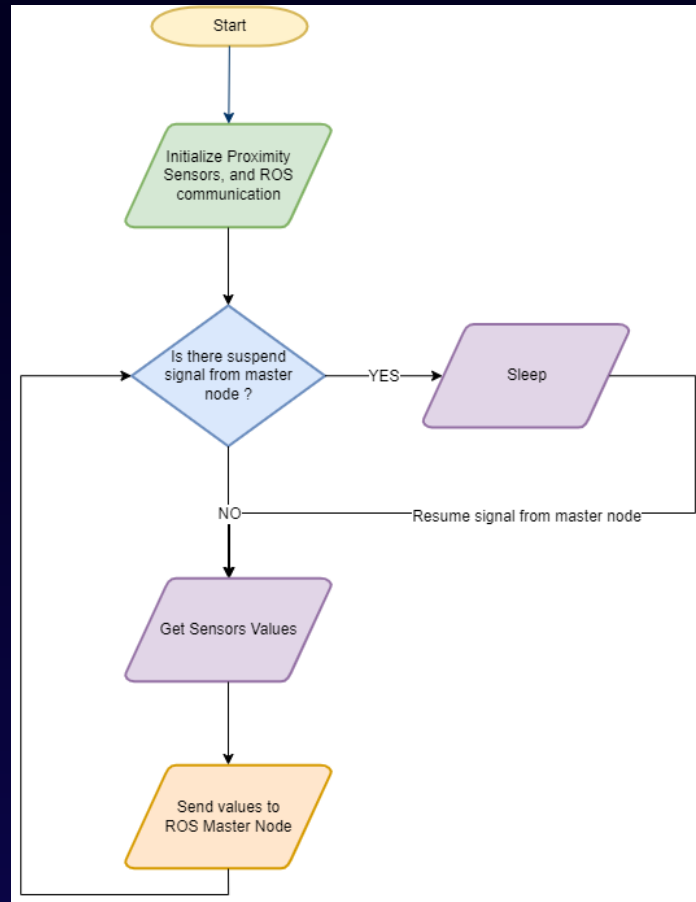 Start
Initialize Proximity
Sensors, and ROS
communication
Is there suspend
signal from master
node ?
YES
Sleep
NO
Resume signal from master node
Get Sensors Values
Send values to
ROS Master Node